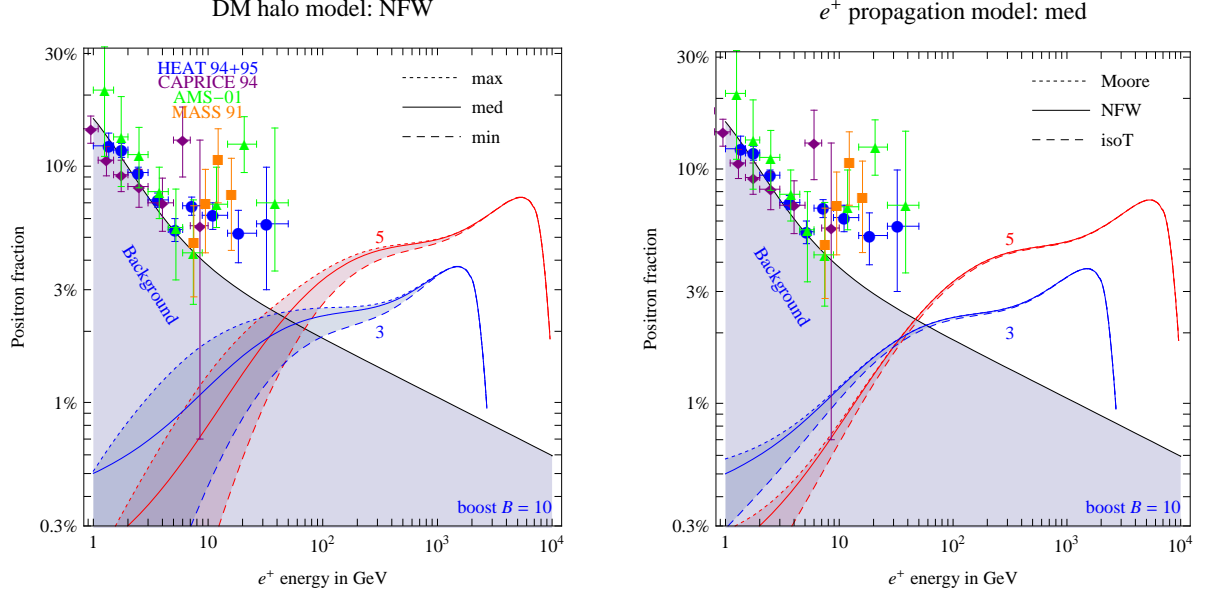 DM halo model: NFW
30%
10%
3%
1%
0.3%
Positron fraction
HEAT 94+95
CAPRICE 94
AMS−01
MASS 91
max
med
min
Background
5
3
boost B = 10
1
10
10²
10³
10⁴
e⁺ energy in GeV
e⁺ propagation model: med
30%
10%
3%
1%
0.3%
Positron fraction
Moore
NFW
isoT
Background
5
3
boost B = 10
1
10
10²
10³
10⁴
e⁺ energy in GeV